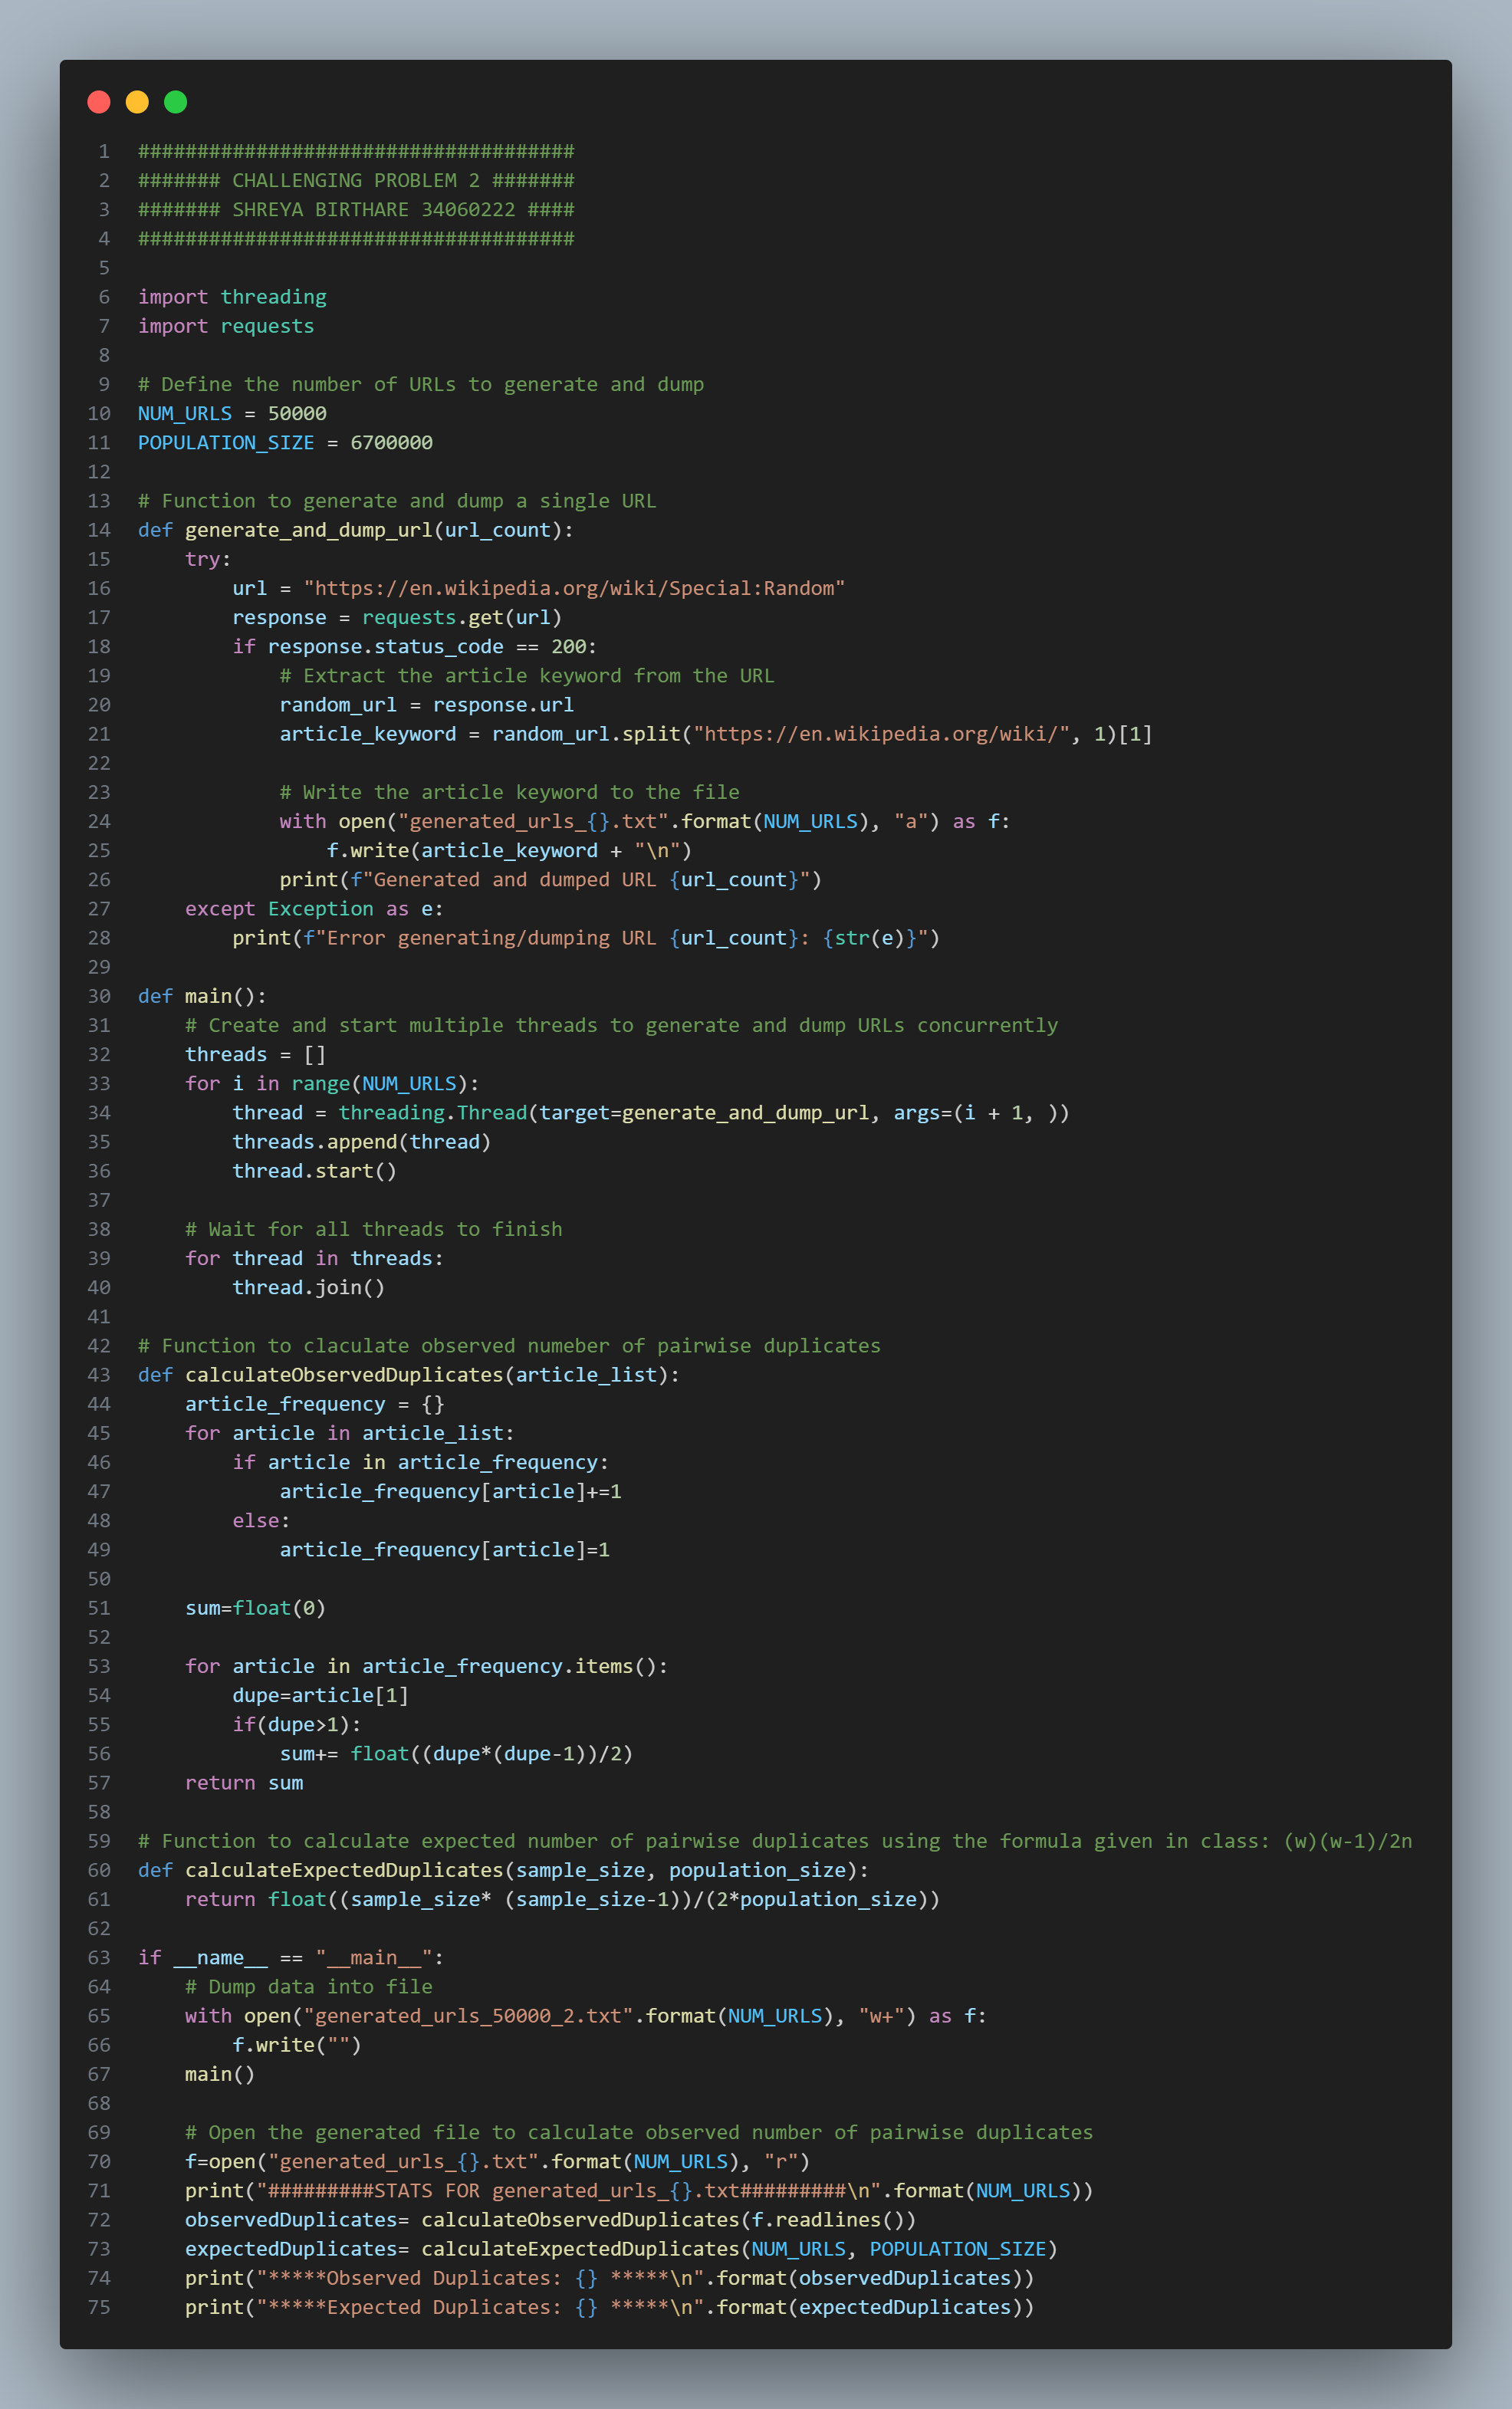 1 #####################################
2 ####### CHALLENGING PROBLEM 2 #######
3 ####### SHREYA BIRTHARE 34060222 ####
4 #####################################
5
6 import threading
7 import requests
8
9 # Define the number of URLs to generate and dump
10 NUM_URLS = 50000
11 POPULATION_SIZE = 6700000
12
13 # Function to generate and dump a single URL
14 def generate_and_dump_url(url_count):
15     try:
16         url = "https://en.wikipedia.org/wiki/Special:Random"
17         response = requests.get(url)
18         if response.status_code == 200:
19             # Extract the article keyword from the URL
20             random_url = response.url
21             article_keyword = random_url.split("https://en.wikipedia.org/wiki/", 1)[1]
22
23             # Write the article keyword to the file
24             with open("generated_urls_{}.txt".format(NUM_URLS), "a") as f:
25                 f.write(article_keyword + "\n")
26             print(f"Generated and dumped URL {url_count}")
27     except Exception as e:
28         print(f"Error generating/dumping URL {url_count}: {str(e)}")
29
30 def main():
31     # Create and start multiple threads to generate and dump URLs concurrently
32     threads = []
33     for i in range(NUM_URLS):
34         thread = threading.Thread(target=generate_and_dump_url, args=(i + 1, ))
35         threads.append(thread)
36         thread.start()
37
38     # Wait for all threads to finish
39     for thread in threads:
40         thread.join()
41
42 # Function to claculate observed numeber of pairwise duplicates
43 def calculateObservedDuplicates(article_list):
44     article_frequency = {}
45     for article in article_list:
46         if article in article_frequency:
47             article_frequency[article]+=1
48         else:
49             article_frequency[article]=1
50
51     sum=float(0)
52
53     for article in article_frequency.items():
54         dupe=article[1]
55         if(dupe>1):
56             sum+= float((dupe*(dupe-1))/2)
57     return sum
58
59 # Function to calculate expected number of pairwise duplicates using the formula given in class: (w)(w-1)/2n
60 def calculateExpectedDuplicates(sample_size, population_size):
61     return float((sample_size* (sample_size-1))/(2*population_size))
62
63 if __name__ == "__main__":
64     # Dump data into file
65     with open("generated_urls_50000_2.txt".format(NUM_URLS), "w+") as f:
66         f.write("")
67     main()
68
69     # Open the generated file to calculate observed number of pairwise duplicates
70     f=open("generated_urls_{}.txt".format(NUM_URLS), "r")
71     print("#########STATS FOR generated_urls_{}.txt#########\n".format(NUM_URLS))
72     observedDuplicates= calculateObservedDuplicates(f.readlines())
73     expectedDuplicates= calculateExpectedDuplicates(NUM_URLS, POPULATION_SIZE)
74     print("*****Observed Duplicates: {} *****\n".format(observedDuplicates))
75     print("*****Expected Duplicates: {} *****\n".format(expectedDuplicates))